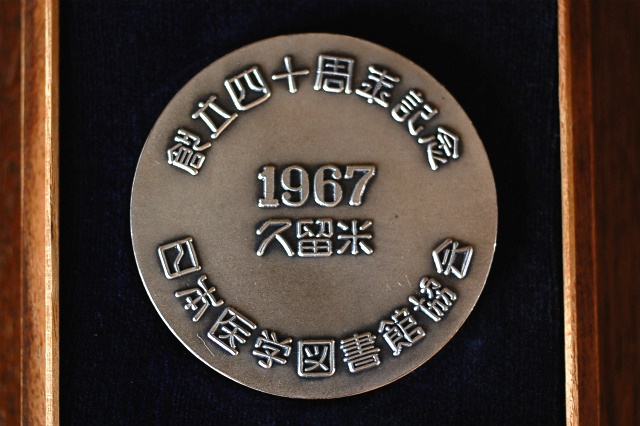 創立四十周年記念
1967
久留米
日本医学図書館協会